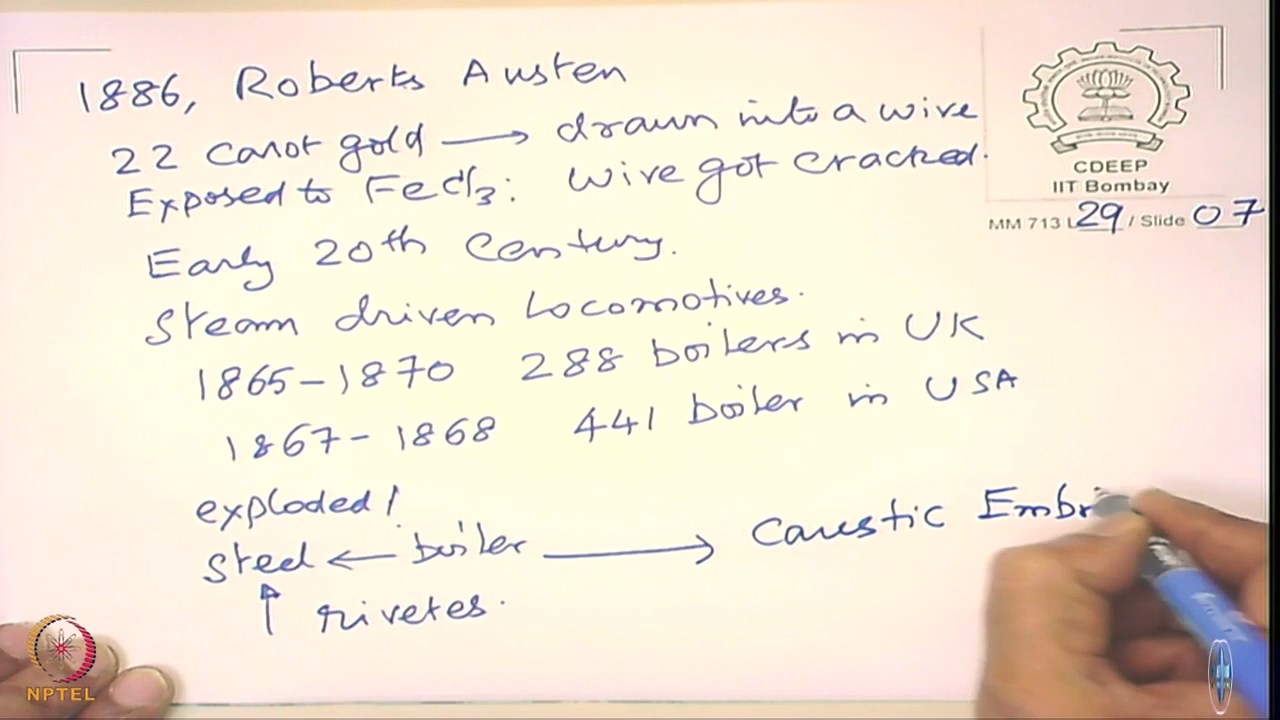 1886, Roberts Austen
22 carot gold → drawn into a wire
Exposed to FeCl3: wire got cracked.
Early 20th Century.
Steam driven Locomotives.
1865-1870 288 boilers in UK
1867-1868 441 boiler in USA
exploded!
steel ← boiler → Caustic Embr
↑ rivetes.
CDEEP
IIT Bombay
MM 713 L29 / Slide 07
NPTEL